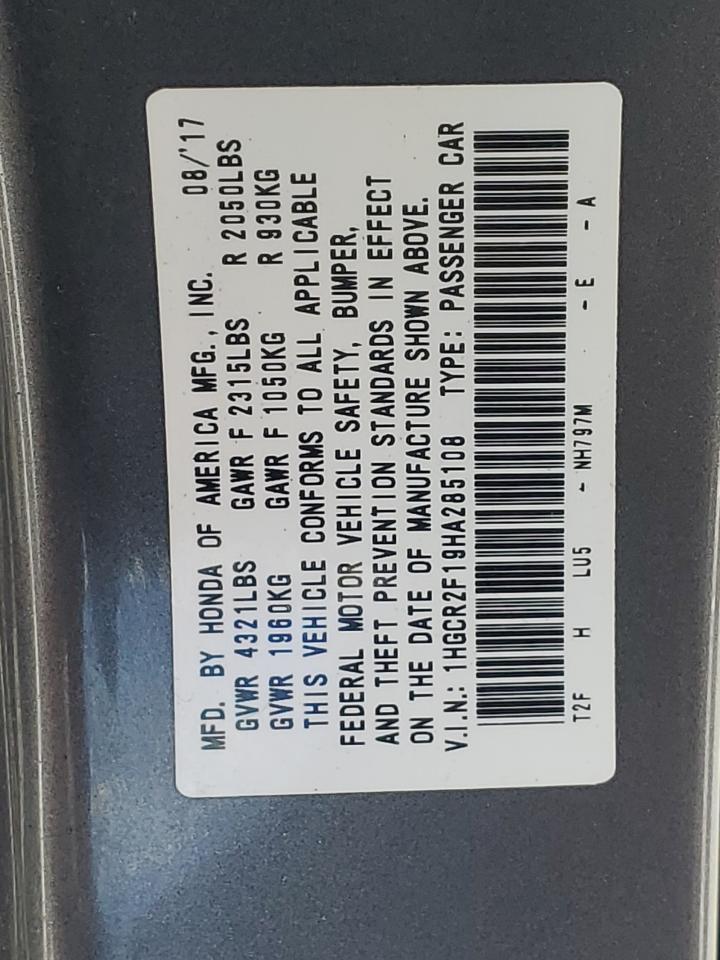 MFD. BY HONDA OF AMERICA MFG., INC. 08/'17
GVWR 4321LBS GAWR F 2315LBS R 2050LBS
GVWR 1960KG GAWR F 1050KG R 930KG
THIS VEHICLE CONFORMS TO ALL APPLICABLE
FEDERAL MOTOR VEHICLE SAFETY, BUMPER,
AND THEFT PREVENTION STANDARDS IN EFFECT
ON THE DATE OF MANUFACTURE SHOWN ABOVE.
V.I.N.: 1HGCR2F19HA285108 TYPE: PASSENGER CAR
T2F H LU5 - NH797M - E - A